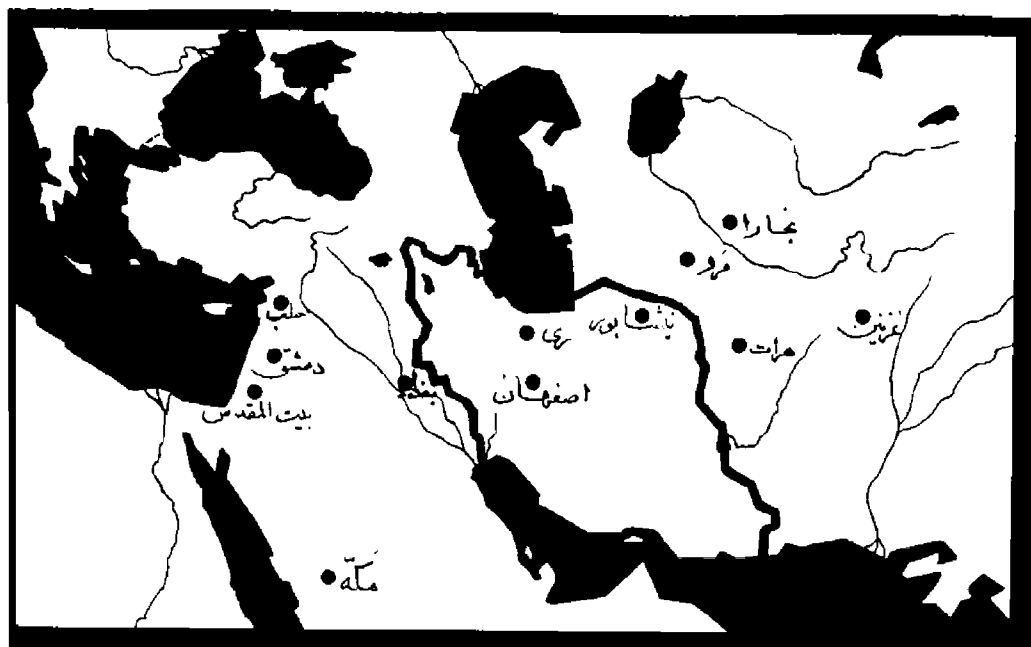 بخارا
مرو
حلب
نیشابور
غزنین
ری
هرات
دمشق
بغداد
اصفهان
بیت المقدس
مکّه